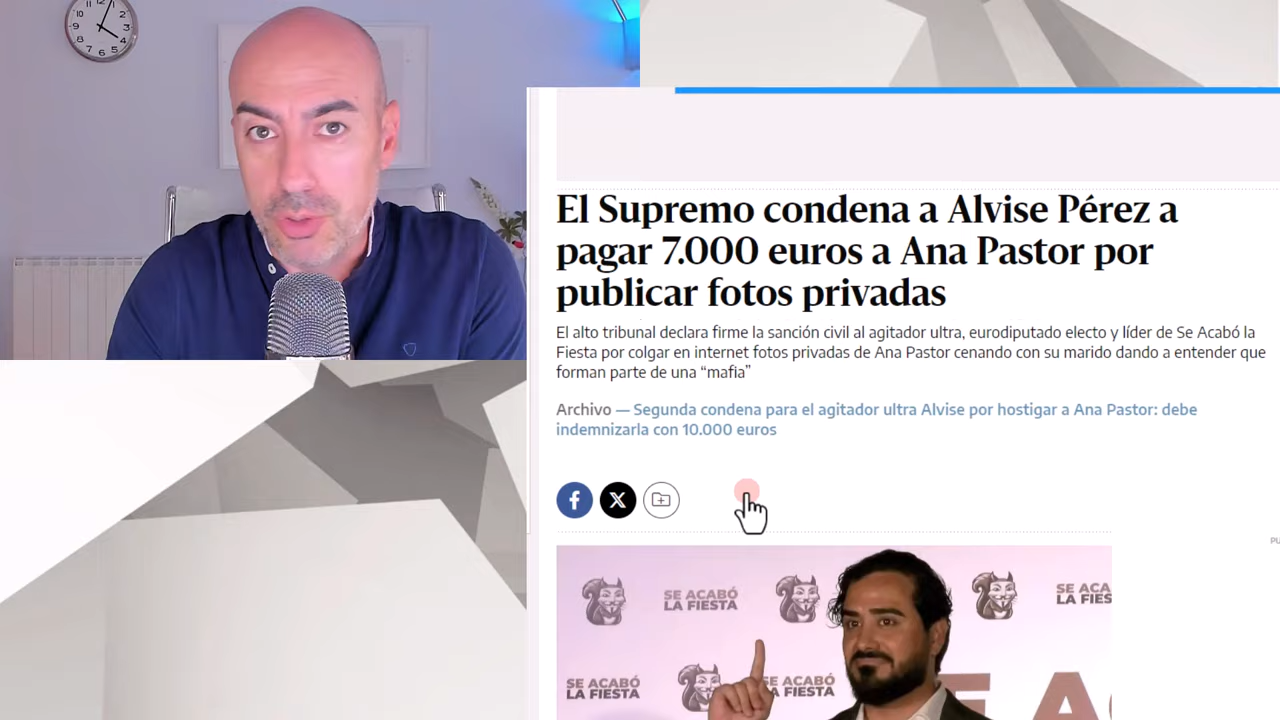 El Supremo condena a Alvise Pérez a
pagar 7.000 euros a Ana Pastor por
publicar fotos privadas
El alto tribunal declara firme la sanción civil al agitador ultra, eurodiputado electo y líder de Se Acabó la
Fiesta por colgar en internet fotos privadas de Ana Pastor cenando con su marido dando a entender que
forman parte de una “mafia”
Archivo — Segunda condena para el agitador ultra Alvise por hostigar a Ana Pastor: debe
indemnizarla con 10.000 euros
PU
SE ACABÓ
LA FIESTA
SE ACA
LA FIES
SE ACABÓ
LA FIESTA
SE ACABÓ
A FIESTA
E A